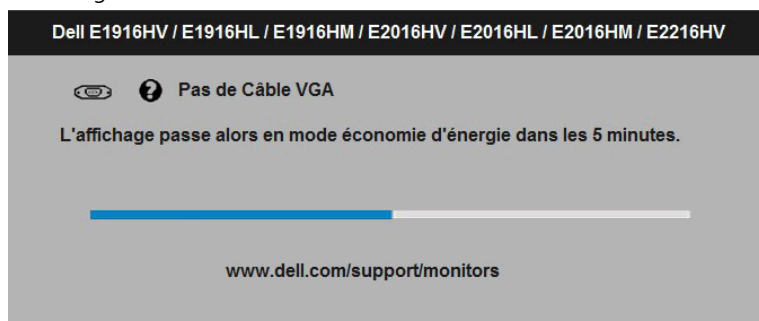 Dell E1916HV / E1916HL / E1916HM / E2016HV / E2016HL / E2016HM / E2216HV
Pas de Câble VGA
L'affichage passe alors en mode économie d'énergie dans les 5 minutes.
www.dell.com/support/monitors